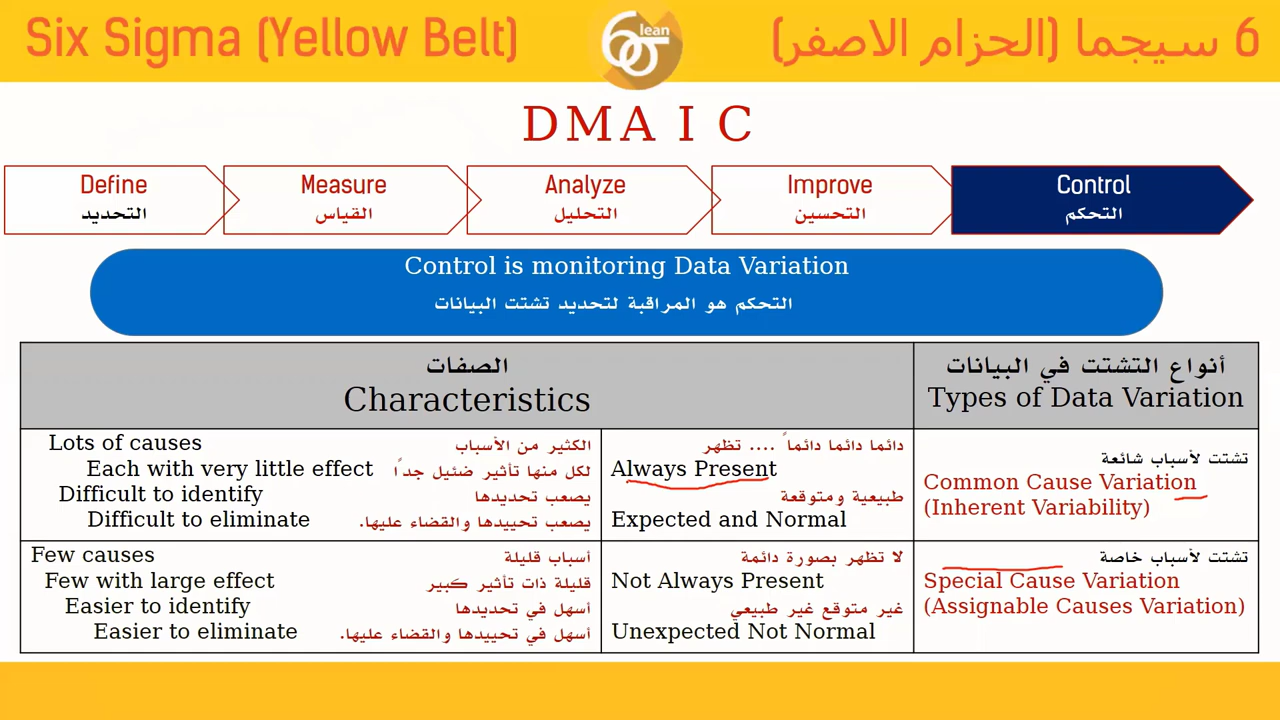 Six Sigma (Yellow Belt)
lean
6σ
6 سيجما (الحزام الاصفر)
DMA I C
Define
التحديد
Measure
القياس
Analyze
التحليل
Improve
التحسين
Control
التحكم
Control is monitoring Data Variation
التحكم هو المراقبة لتحديد تشتت البيانات
الصفات
Characteristics
أنواع التشتت في البيانات
Types of Data Variation
Lots of causes
الكثير من الأسباب
Each with very little effect
لكل منها تأثير ضئيل جداً
Difficult to identify
يصعب تحديدها
Difficult to eliminate
يصعب تحييدها والقضاء عليها.
دائما دائما دائماً .... تظهر
Always Present
طبيعية ومتوقعة
Expected and Normal
تشتت لأسباب شائعة
Common Cause Variation
(Inherent Variability)
Few causes
أسباب قليلة
Few with large effect
قليلة ذات تأثير كبير
Easier to identify
أسهل في تحديدها
Easier to eliminate
أسهل في تحييدها والقضاء عليها.
لا تظهر بصورة دائمة
Not Always Present
غير متوقع غير طبيعي
Unexpected Not Normal
تشتت لأسباب خاصة
Special Cause Variation
(Assignable Causes Variation)